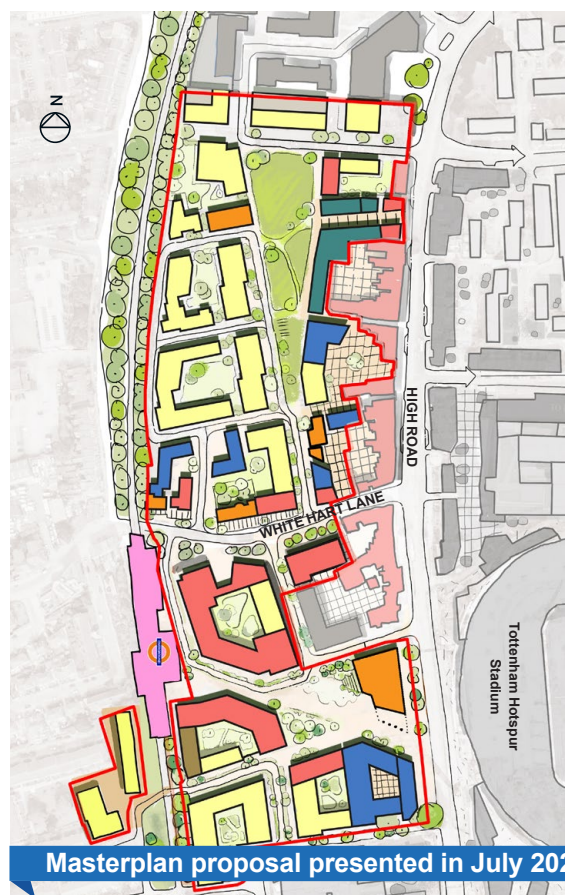 N
HIGH ROAD
WHITE HART LANE
Tottenham Hotspur
Stadium
Masterplan proposal presented in July 202